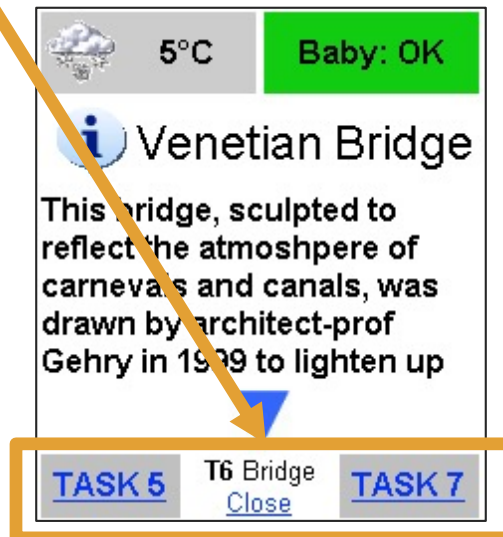 5°C Baby: OK
i Venetian Bridge
This bridge, sculpted to
reflect the atmoshpere of
carnevals and canals, was
drawn by architect-prof
Gehry in 1999 to lighten up
TASK 5 T6 Bridge TASK 7
Close